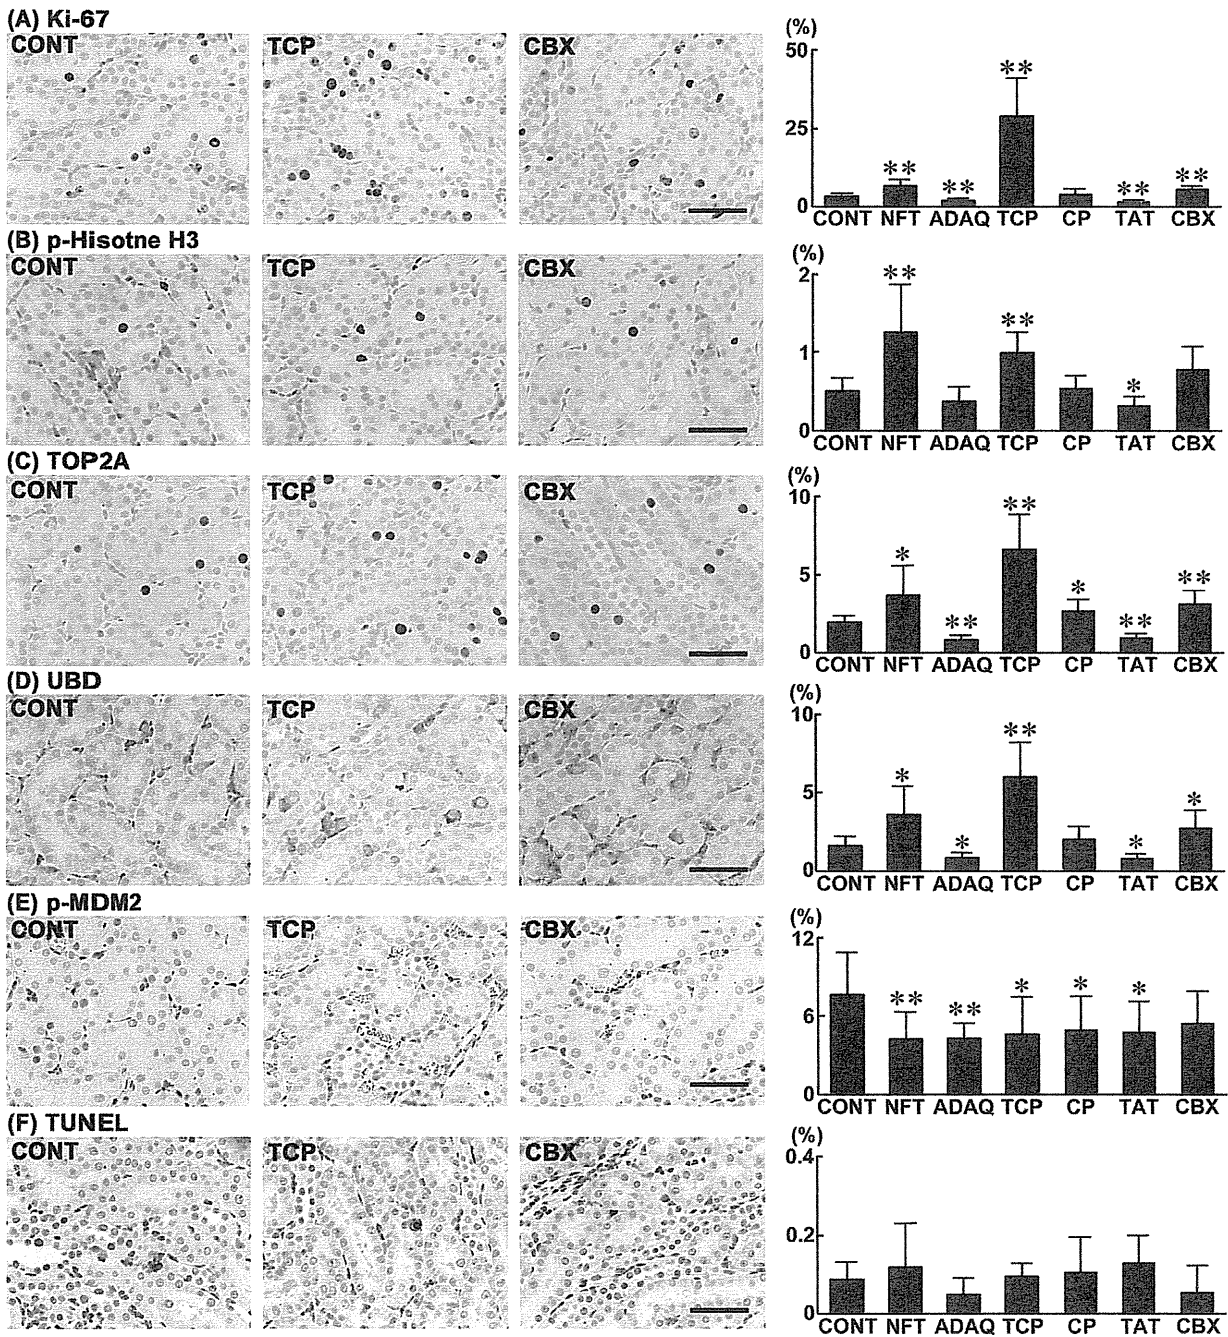 (A) Ki-67
CONT TCP CBX
(%)
50
**
25
** ** ** **
0
CONT NFT ADAQ TCP CP TAT CBX
(B) p-Hisotne H3
CONT TCP CBX
(%)
2
**
**
1
*
0
CONT NFT ADAQ TCP CP TAT CBX
(C) TOP2A
CONT TCP CBX
(%)
10
**
5
* * **
** **
0
CONT NFT ADAQ TCP CP TAT CBX
(D) UBD
CONT TCP CBX
(%)
10
**
5
* *
* *
0
CONT NFT ADAQ TCP CP TAT CBX
(E) p-MDM2
CONT TCP CBX
(%)
12
** ** * * *
6
0
CONT NFT ADAQ TCP CP TAT CBX
(F) TUNEL
CONT TCP CBX
(%)
0.4
0.2
0
CONT NFT ADAQ TCP CP TAT CBX